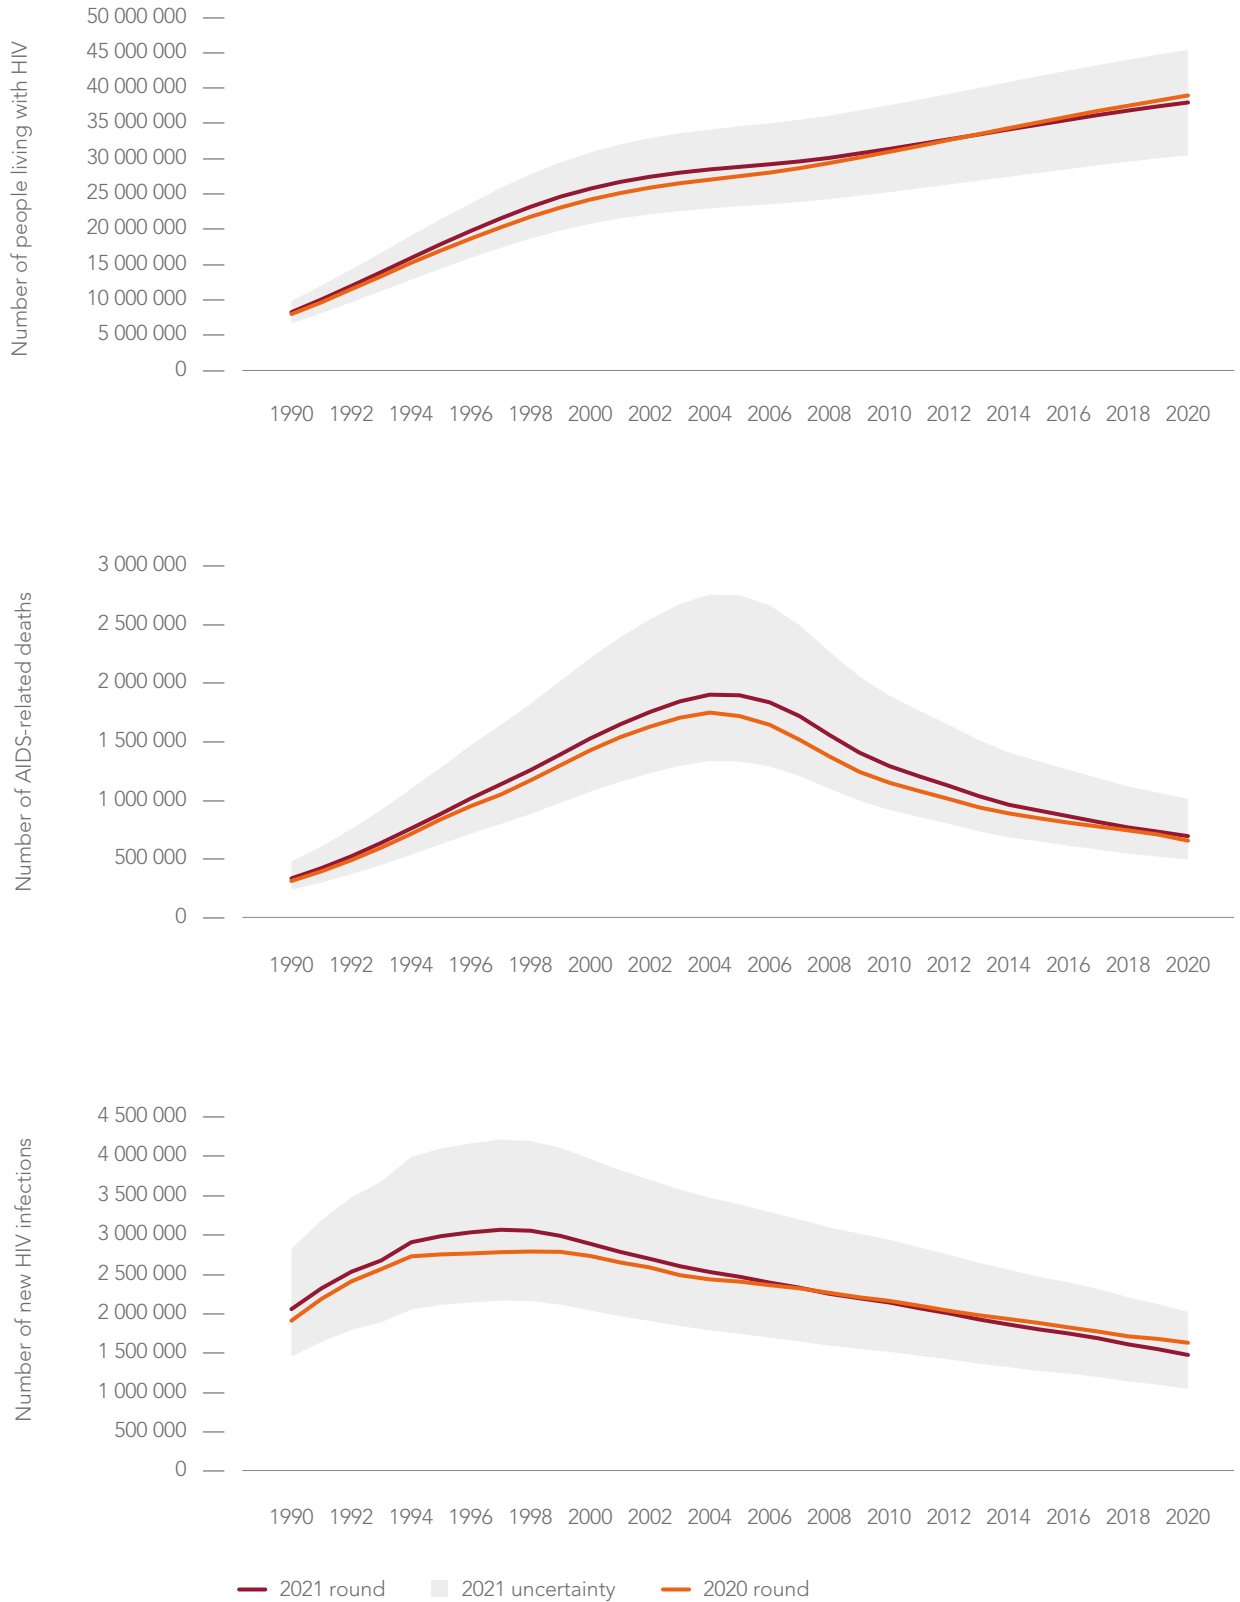 Number of people living with HIV
50 000 000
45 000 000
40 000 000
35 000 000
30 000 000
25 000 000
20 000 000
15 000 000
10 000 000
5 000 000
0
1990 1992 1994 1996 1998 2000 2002 2004 2006 2008 2010 2012 2014 2016 2018 2020
Number of AIDS-related deaths
3 000 000
2 500 000
2 000 000
1 500 000
1 000 000
500 000
0
1990 1992 1994 1996 1998 2000 2002 2004 2006 2008 2010 2012 2014 2016 2018 2020
Number of new HIV infections
4 500 000
4 000 000
3 500 000
3 000 000
2 500 000
2 000 000
1 500 000
1 000 000
500 000
0
1990 1992 1994 1996 1998 2000 2002 2004 2006 2008 2010 2012 2014 2016 2018 2020
2021 round 2021 uncertainty 2020 round